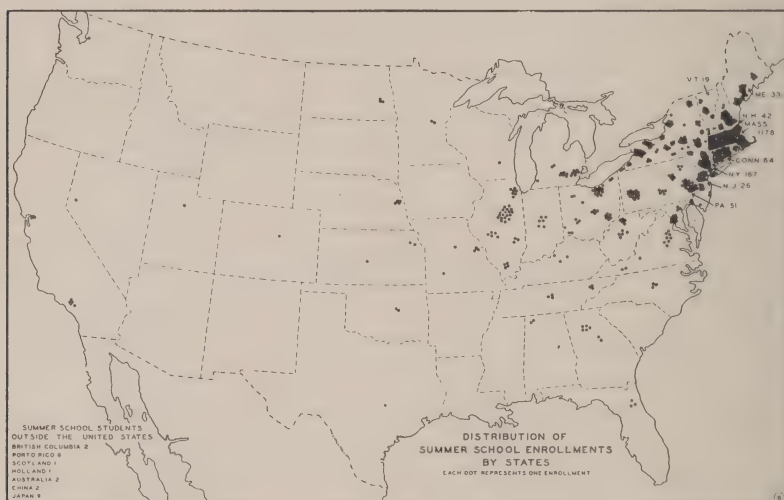 VT 19
ME. 33
N.H. 42
MASS
1178
CONN 64
N.Y 167
N.J 26
PA 51
SUMMER SCHOOL STUDENTS
OUTSIDE THE UNITED STATES
BRITISH COLUMBIA 2
PORTO RICO 8
SCOTLAND 1
HOLLAND 1
AUSTRALIA 2
CHINA 2
JAPAN 9
DISTRIBUTION OF
SUMMER SCHOOL ENROLLMENTS
BY STATES
EACH DOT REPRESENTS ONE ENROLLMENT